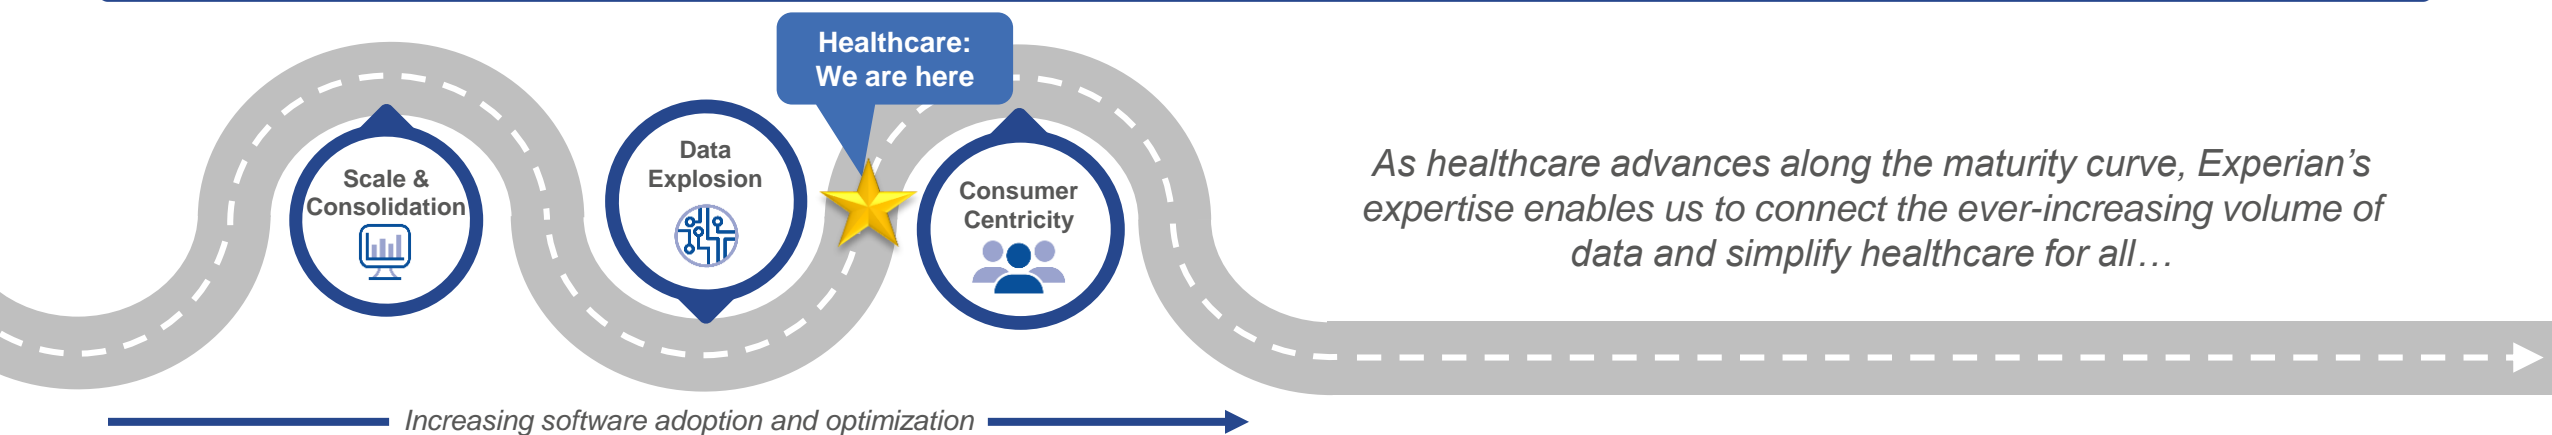 Healthcare:
We are here
Scale &
Consolidation
Data
Explosion
Consumer
Centricity
As healthcare advances along the maturity curve, Experian’s
expertise enables us to connect the ever-increasing volume of
data and simplify healthcare for all…
Increasing software adoption and optimization